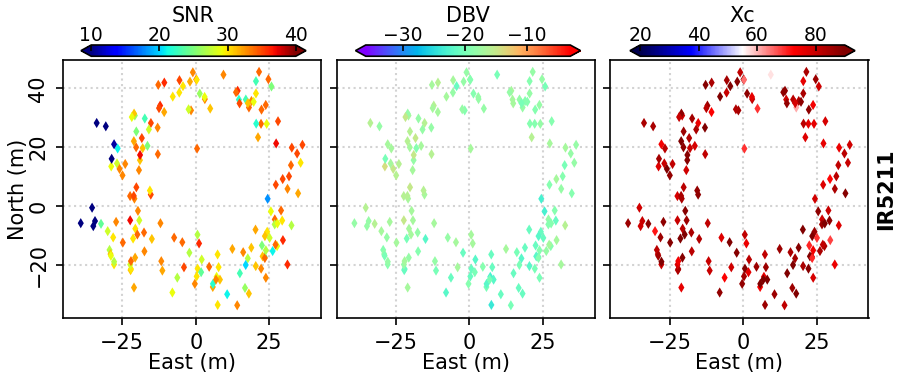 SNR DBV Xc
10 20 30 40 −30 −20 −10 20 40 60 80
40
20
0
−20
North (m)
−25 0 25 −25 0 25 −25 0 25
East (m) East (m) East (m)
IR5211